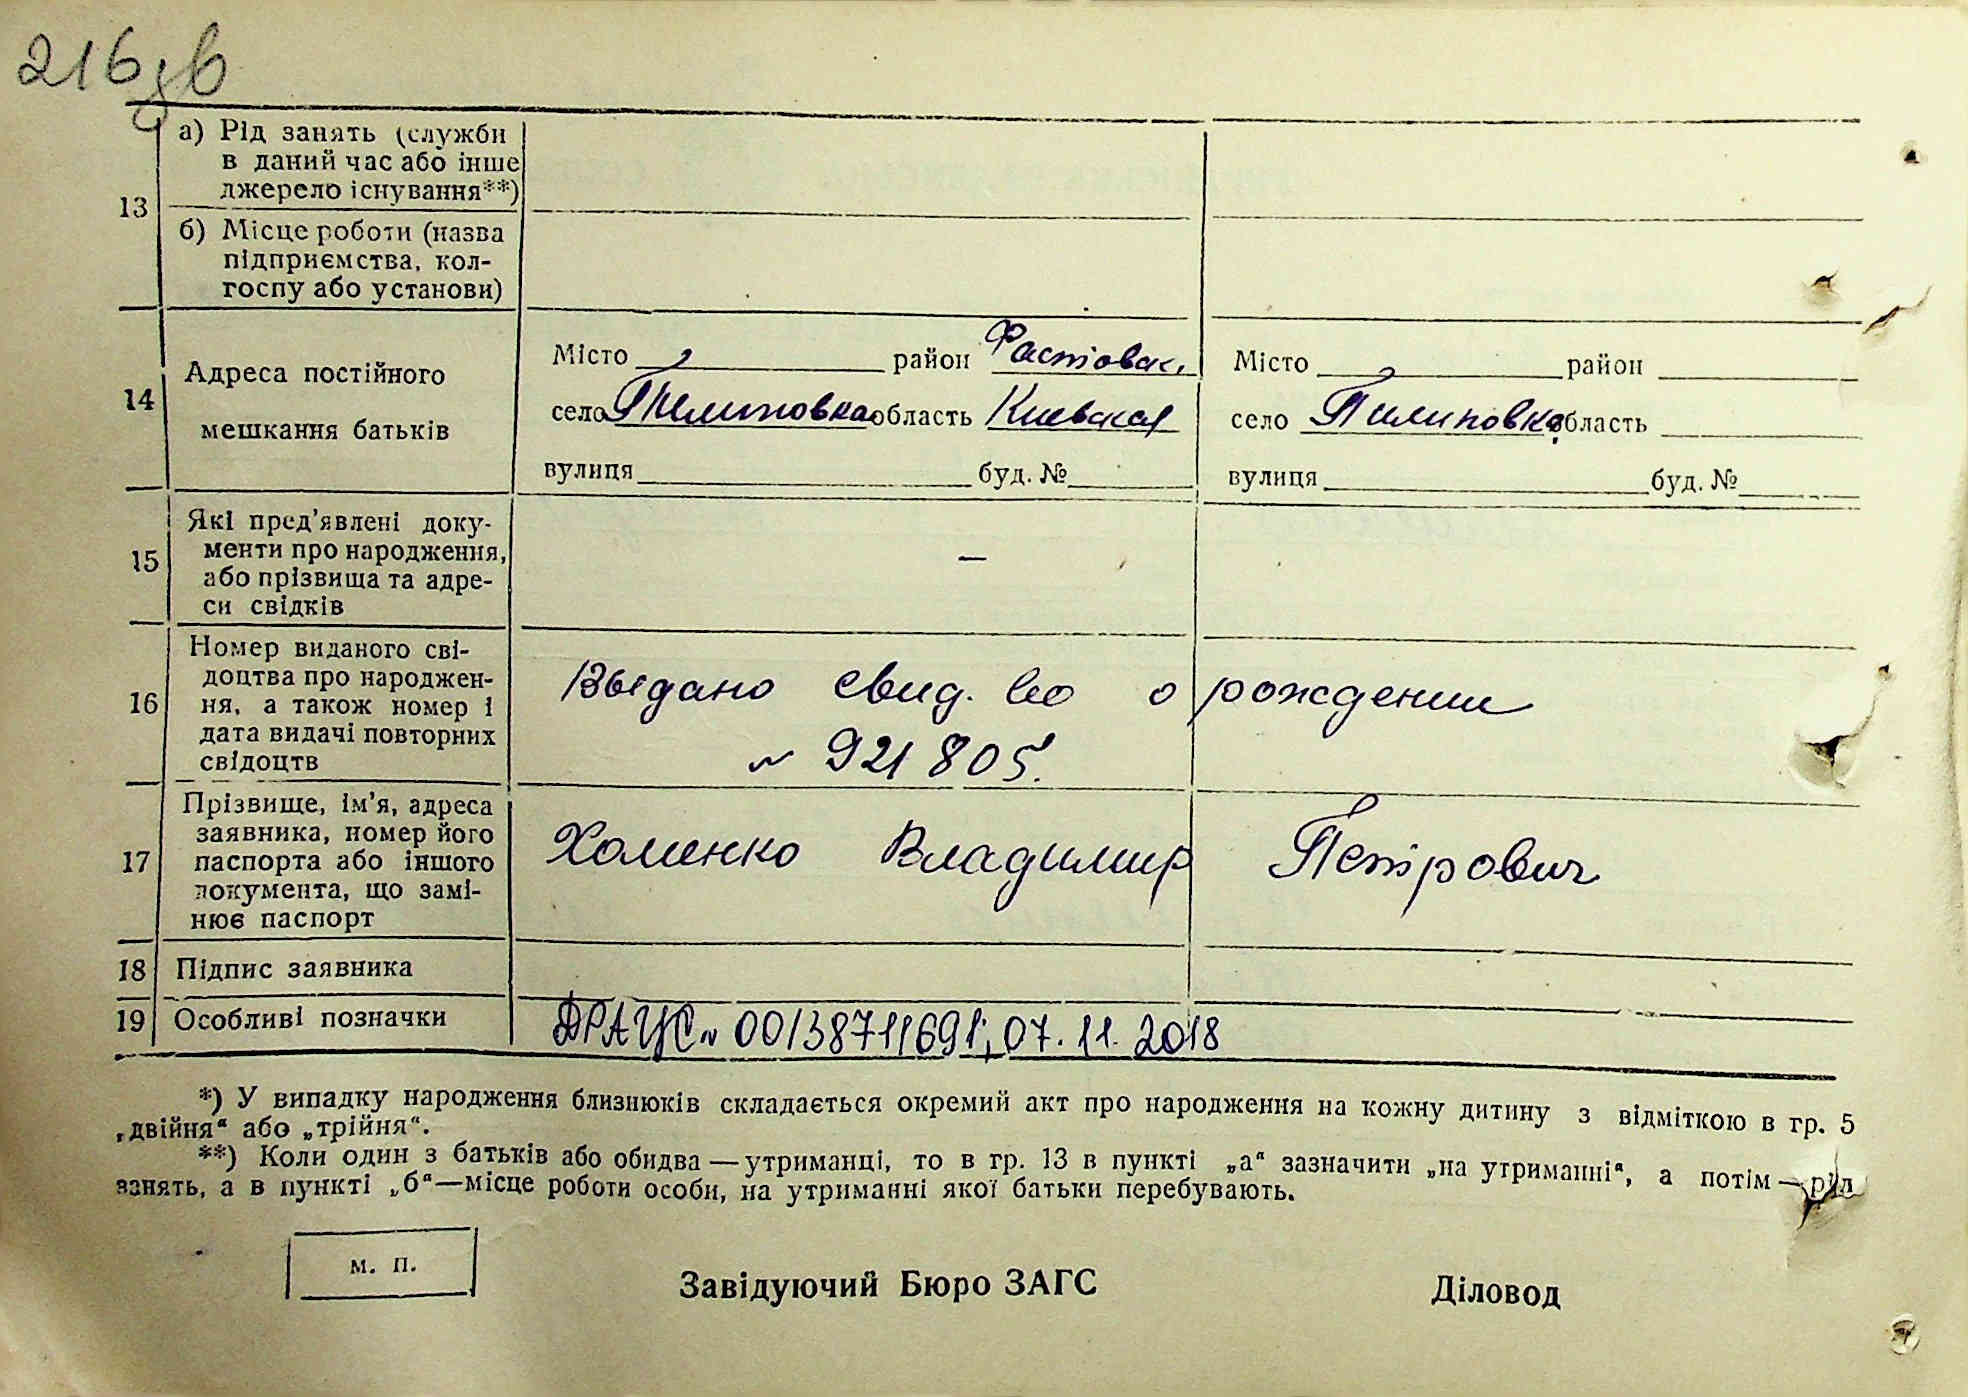 216 зв
13 а) Рід занять (служби
в даний час або інше
джерело існування**)
б) Місце роботи (назва
підприємства, кол-
госпу або установи)
14 Адреса постійного
мешкання батьків
Місто район Фастовск.
село Пилиповка область Киевская
вулиця буд. №
Місто район
село Пилиповка область
вулиця буд. №
15 Які пред'явлені доку-
менти про народження,
або прізвища та адре-
си свідків
—
16 Номер виданого сві-
доцтва про народжен-
ня, а також номер і
дата видачі повторних
свідоцтв
Выдано свид. во о рождении
№ 921805.
17 Прізвище, ім'я, адреса
заявника, номер його
паспорта або іншого
документа, що замі-
нює паспорт
Хоменко Владимир Петрович
18 Підпис заявника
19 Особливі позначки
ДРАЦС № 00138711691; 07.11.2018
*) У випадку народження близнюків складається окремий акт про народження на кожну дитину з відміткою в гр. 5
„двійня“ або „трійня“.
**) Коли один з батьків або обидва — утриманці, то в гр. 13 в пункті „а“ зазначити „на утриманні“, а потім — рід
занять, а в пункті „б“—місце роботи особи, на утриманні якої батьки перебувають.
м. п.
Завідуючий Бюро ЗАГС
Діловод